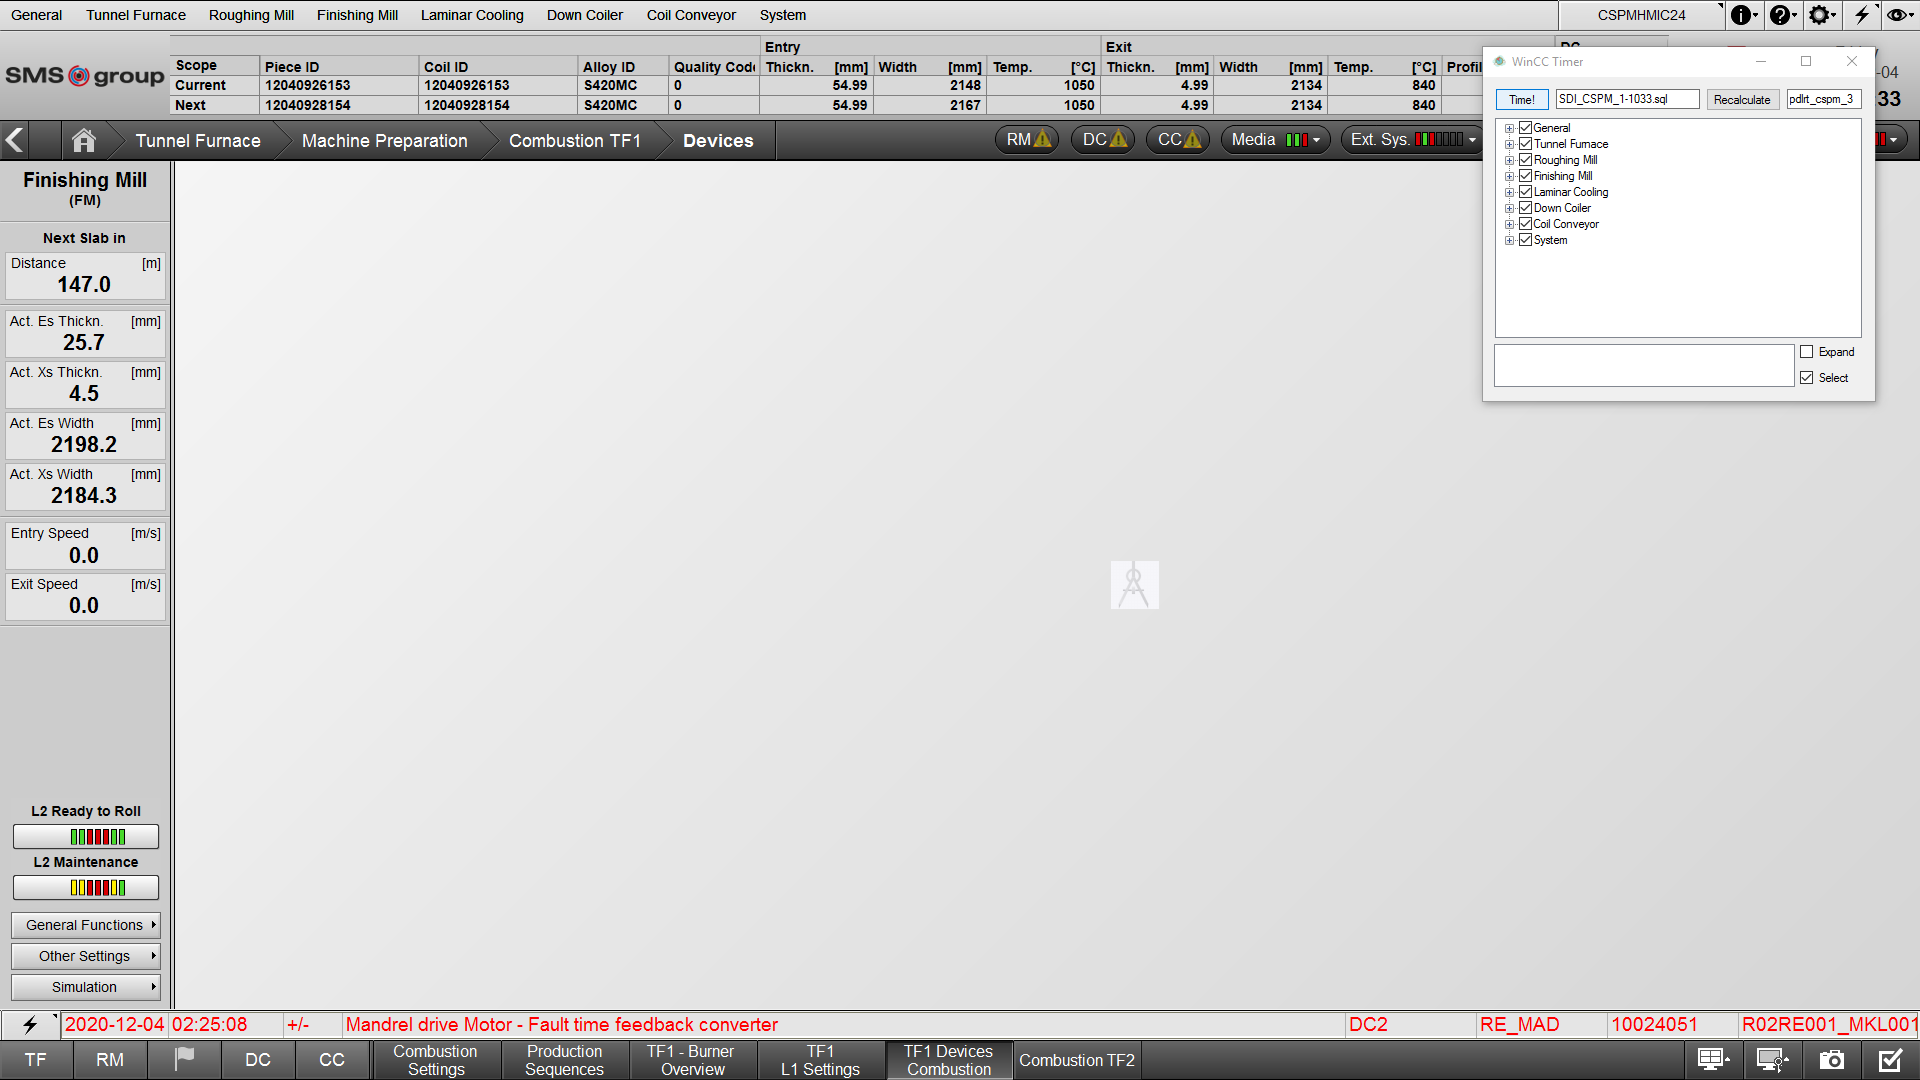 General Tunnel Furnace Roughing Mill Finishing Mill Laminar Cooling Down Coiler Coil Conveyor System CSPMHMIC24
SMS group
Entry Exit
Scope Piece ID Coil ID Alloy ID Quality Code Thickn. [mm] Width [mm] Temp. [°C] Thickn. [mm] Width [mm] Temp. [°C] Profil
Current 12040926153 12040926153 S420MC 0 54.99 2148 1050 4.99 2134 840
Next 12040928154 12040928154 S420MC 0 54.99 2167 1050 4.99 2134 840
-04
33
Tunnel Furnace Machine Preparation Combustion TF1 Devices RM DC CC Media Ext. Sys.
WinCC Timer
Time! SDI_CSPM_1-1033.sql Recalculate pdlrt_cspm_3
General
Tunnel Furnace
Roughing Mill
Finishing Mill
Laminar Cooling
Down Coiler
Coil Conveyor
System
Expand
Select
Finishing Mill
(FM)
Next Slab in
Distance [m]
147.0
Act. Es Thickn. [mm]
25.7
Act. Xs Thickn. [mm]
4.5
Act. Es Width [mm]
2198.2
Act. Xs Width [mm]
2184.3
Entry Speed [m/s]
0.0
Exit Speed [m/s]
0.0
L2 Ready to Roll
L2 Maintenance
General Functions
Other Settings
Simulation
2020-12-04 02:25:08 +/- Mandrel drive Motor - Fault time feedback converter DC2 RE_MAD 10024051 R02RE001_MKL001
TF RM DC CC
Combustion Settings
Production Sequences
TF1 - Burner Overview
TF1 L1 Settings
TF1 Devices Combustion
Combustion TF2